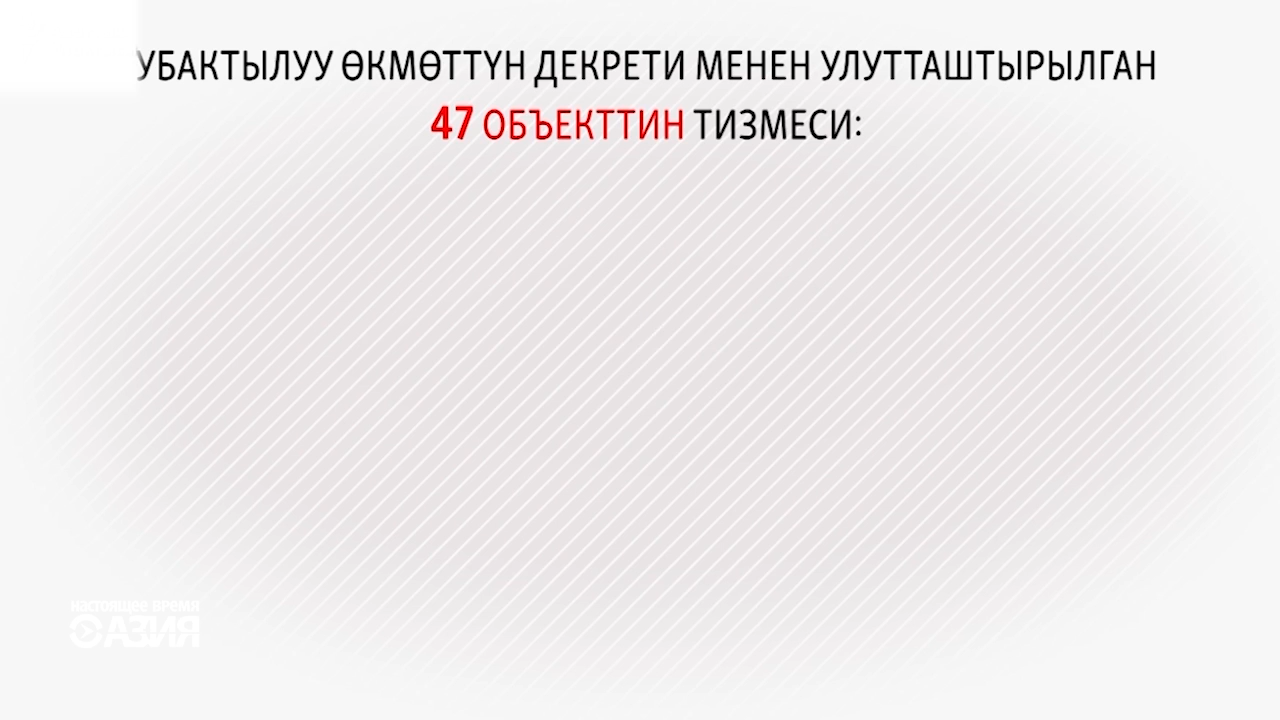 УБАКТЫЛУУ ӨКМӨТТҮН ДЕКРЕТИ МЕНЕН УЛУТТАШТЫРЫЛГАН
47 ОБЪЕКТТИН ТИЗМЕСИ:
настоящее время
АЗИЯ